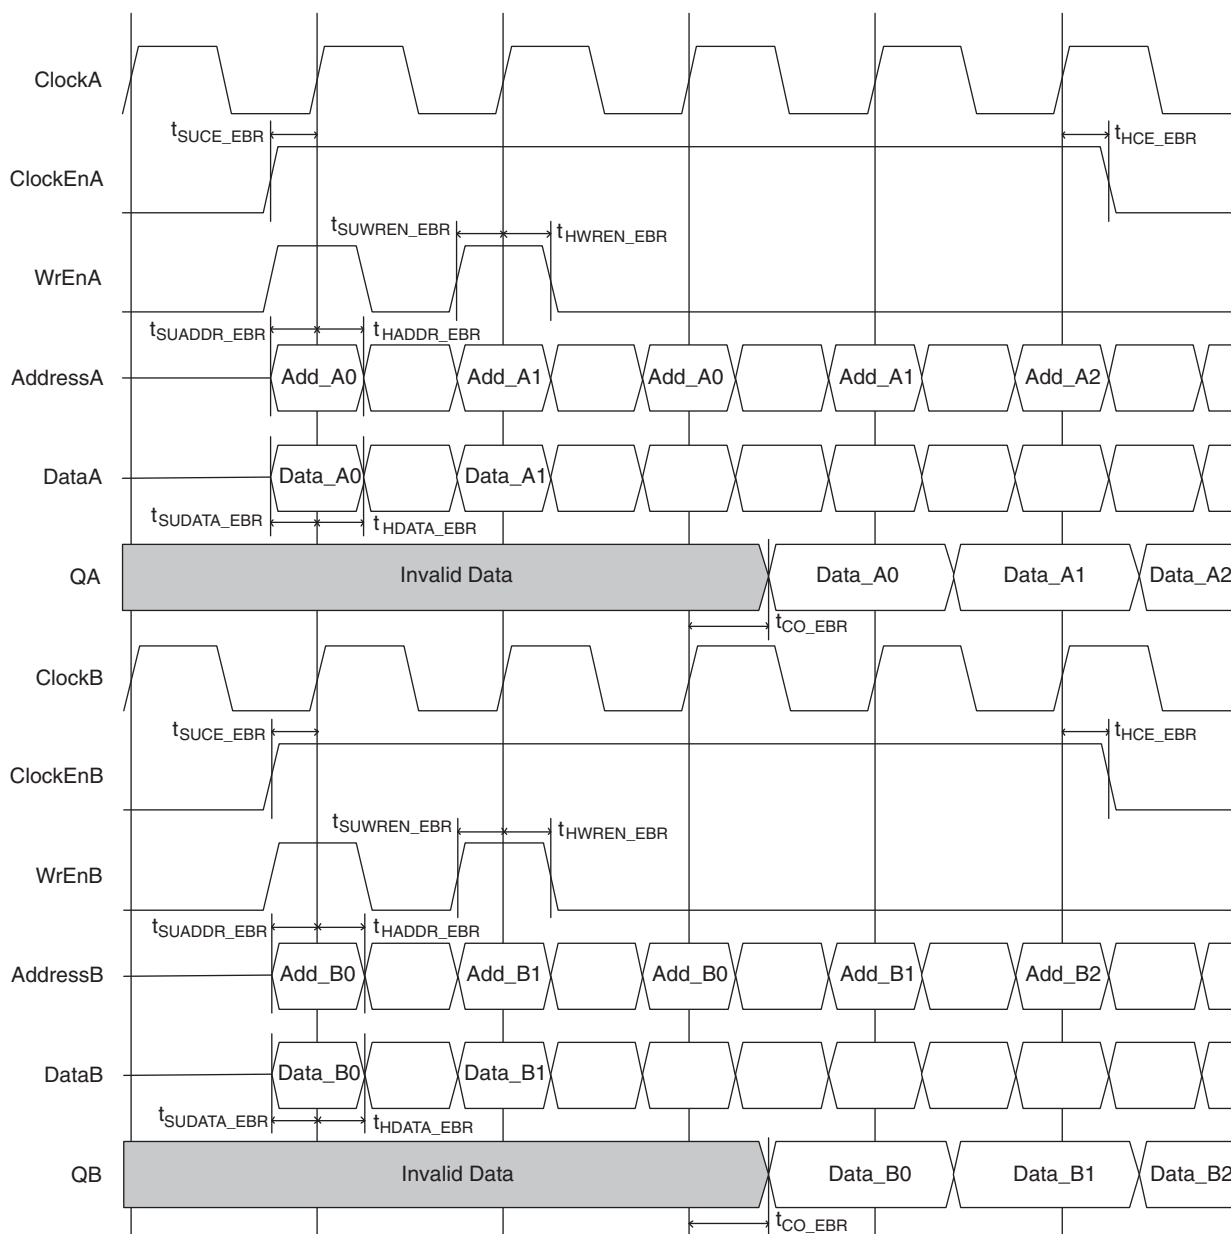 ClockA
tSUCE_EBR tHCE_EBR
ClockEnA
tSUWREN_EBR tHWREN_EBR
WrEnA
tSUADDR_EBR tHADDR_EBR
AddressA Add_A0 Add_A1 Add_A0 Add_A1 Add_A2
DataA Data_A0 Data_A1
tSUDATA_EBR tHDATA_EBR
QA Invalid Data Data_A0 Data_A1 Data_A2
tCO_EBR
ClockB
tSUCE_EBR tHCE_EBR
ClockEnB
tSUWREN_EBR tHWREN_EBR
WrEnB
tSUADDR_EBR tHADDR_EBR
AddressB Add_B0 Add_B1 Add_B0 Add_B1 Add_B2
DataB Data_B0 Data_B1
tSUDATA_EBR tHDATA_EBR
QB Invalid Data Data_B0 Data_B1 Data_B2
tCO_EBR